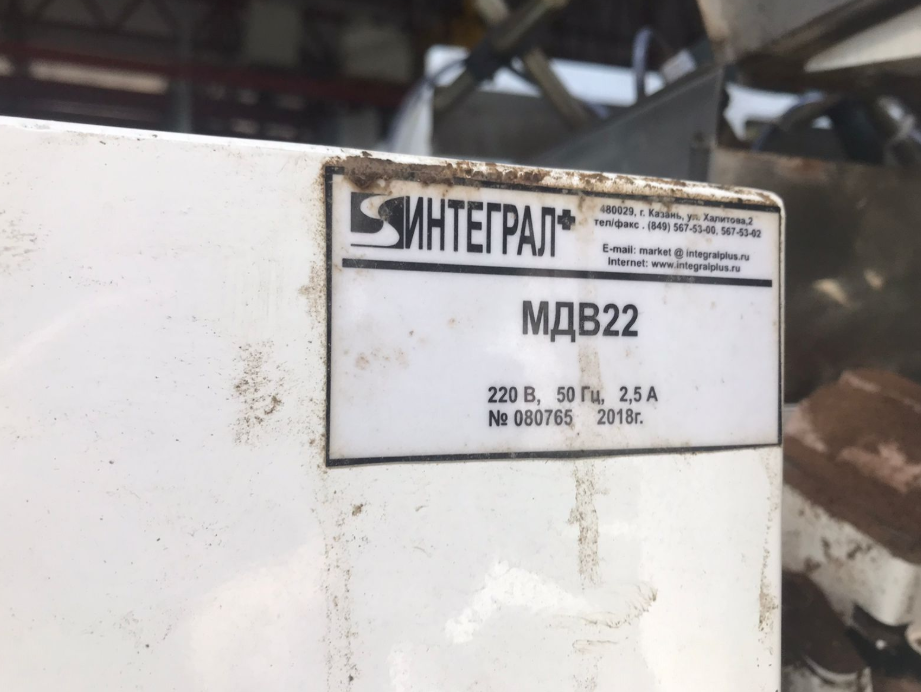 ИНТЕГРАЛ+
480029, г. Казань, ул. Халитова,2
тел/факс . (849) 567-53-00, 567-53-02
E-mail: market @ integralplus.ru
Internet: www.integralplus.ru
МДВ22
220 В, 50 Гц, 2,5 А
№ 080765 2018г.